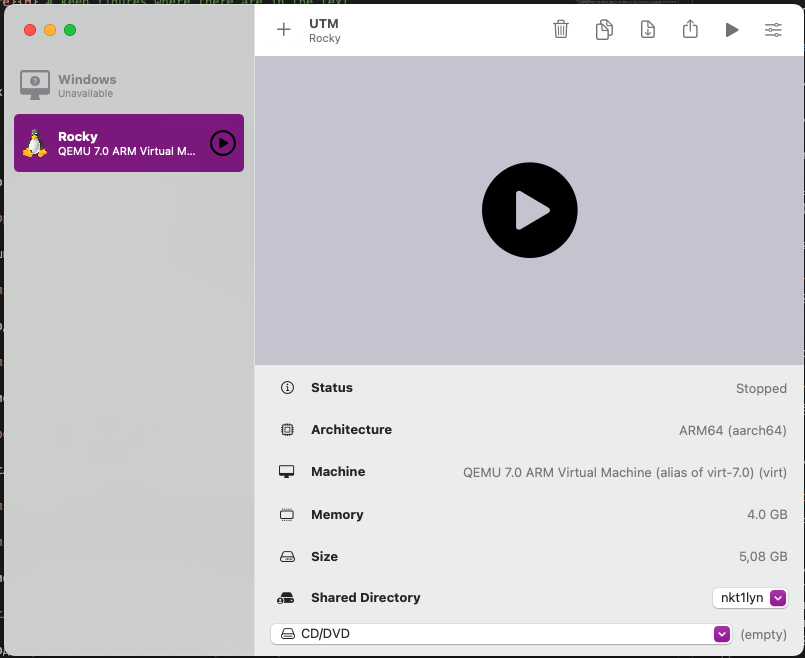 UTM
Rocky
Windows
Unavailable
Rocky
QEMU 7.0 ARM Virtual M...
Status
Stopped
Architecture
ARM64 (aarch64)
Machine
QEMU 7.0 ARM Virtual Machine (alias of virt-7.0) (virt)
Memory
4.0 GB
Size
5,08 GB
Shared Directory
nkt1lyn
CD/DVD
(empty)